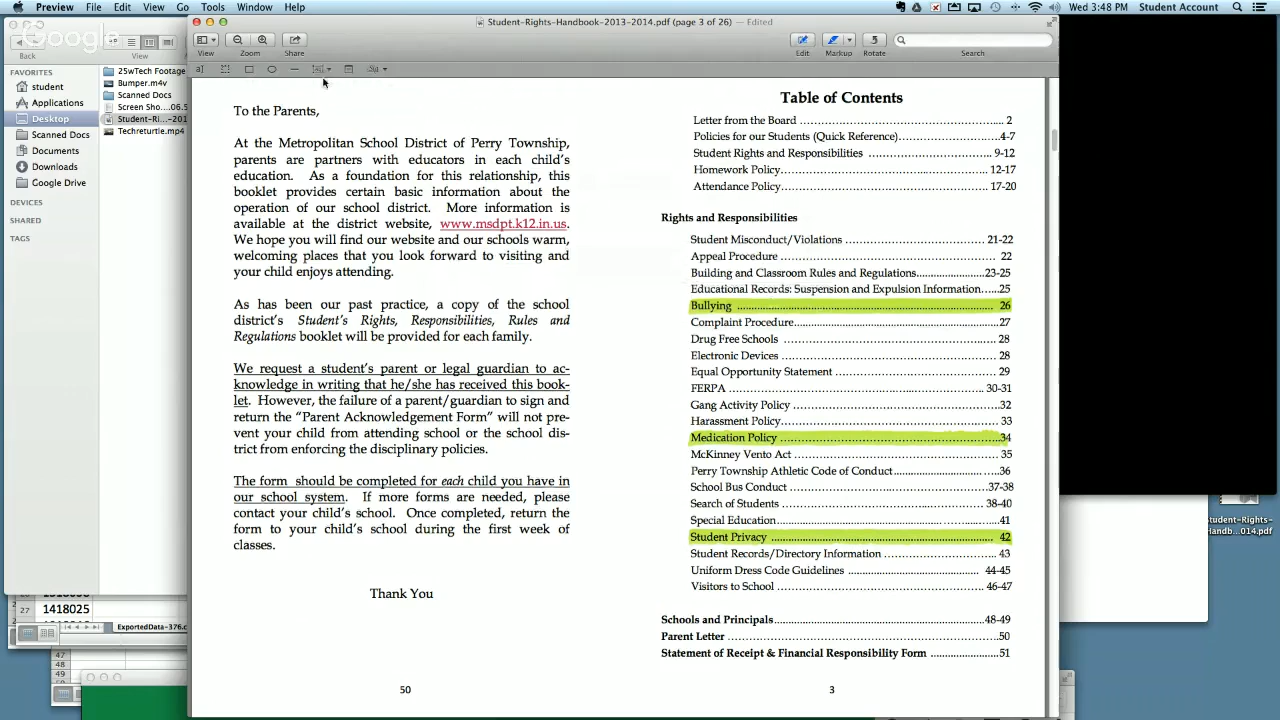 Preview File Edit View Go Tools Window Help
Wed 3:48 PM Student Account
Google
Student-Rights-Handbook-2013-2014.pdf (page 3 of 26) — Edited
Back View
View Zoom Share Edit Markup Rotate Search
FAVORITES
student
Applications
Desktop
Scanned Docs
Documents
Downloads
Google Drive
DEVICES
SHARED
TAGS
25wTech Footage
Bumper.m4v
Scanned Docs
Screen Sho....06.5
Student-Ri...-201
Techreturtle.mp4
To the Parents,
At the Metropolitan School District of Perry Township,
parents are partners with educators in each child's
education. As a foundation for this relationship, this
booklet provides certain basic information about the
operation of our school district. More information is
available at the district website, www.msdpt.k12.in.us.
We hope you will find our website and our schools warm,
welcoming places that you look forward to visiting and
your child enjoys attending.
As has been our past practice, a copy of the school
district's Student's Rights, Responsibilities, Rules and
Regulations booklet will be provided for each family.
We request a student's parent or legal guardian to ac-
knowledge in writing that he/she has received this book-
let. However, the failure of a parent/guardian to sign and
return the "Parent Acknowledgement Form" will not pre-
vent your child from attending school or the school dis-
trict from enforcing the disciplinary policies.
The form should be completed for each child you have in
our school system. If more forms are needed, please
contact your child's school. Once completed, return the
form to your child's school during the first week of
classes.
Thank You
50
Table of Contents
Letter from the Board ........ 2
Policies for our Students (Quick Reference)........ 4-7
Student Rights and Responsibilities ........ 9-12
Homework Policy........ 12-17
Attendance Policy........ 17-20
Rights and Responsibilities
Student Misconduct/Violations ........ 21-22
Appeal Procedure ........ 22
Building and Classroom Rules and Regulations........23-25
Educational Records: Suspension and Expulsion Information......25
Bullying ........ 26
Complaint Procedure........27
Drug Free Schools ........ 28
Electronic Devices ........ 28
Equal Opportunity Statement ........ 29
FERPA ........ 30-31
Gang Activity Policy ........32
Harassment Policy........ 33
Medication Policy ........34
McKinney Vento Act ........ 35
Perry Township Athletic Code of Conduct........36
School Bus Conduct ........37-38
Search of Students ........ 38-40
Special Education........41
Student Privacy ........ 42
Student Records/Directory Information ........ 43
Uniform Dress Code Guidelines ........ 44-45
Visitors to School ........ 46-47
Schools and Principals........48-49
Parent Letter ........50
Statement of Receipt & Financial Responsibility Form ........51
3
Student-Rights-
Handb...014.pdf
27 1418025
ExportedData-376.c
47
48
49